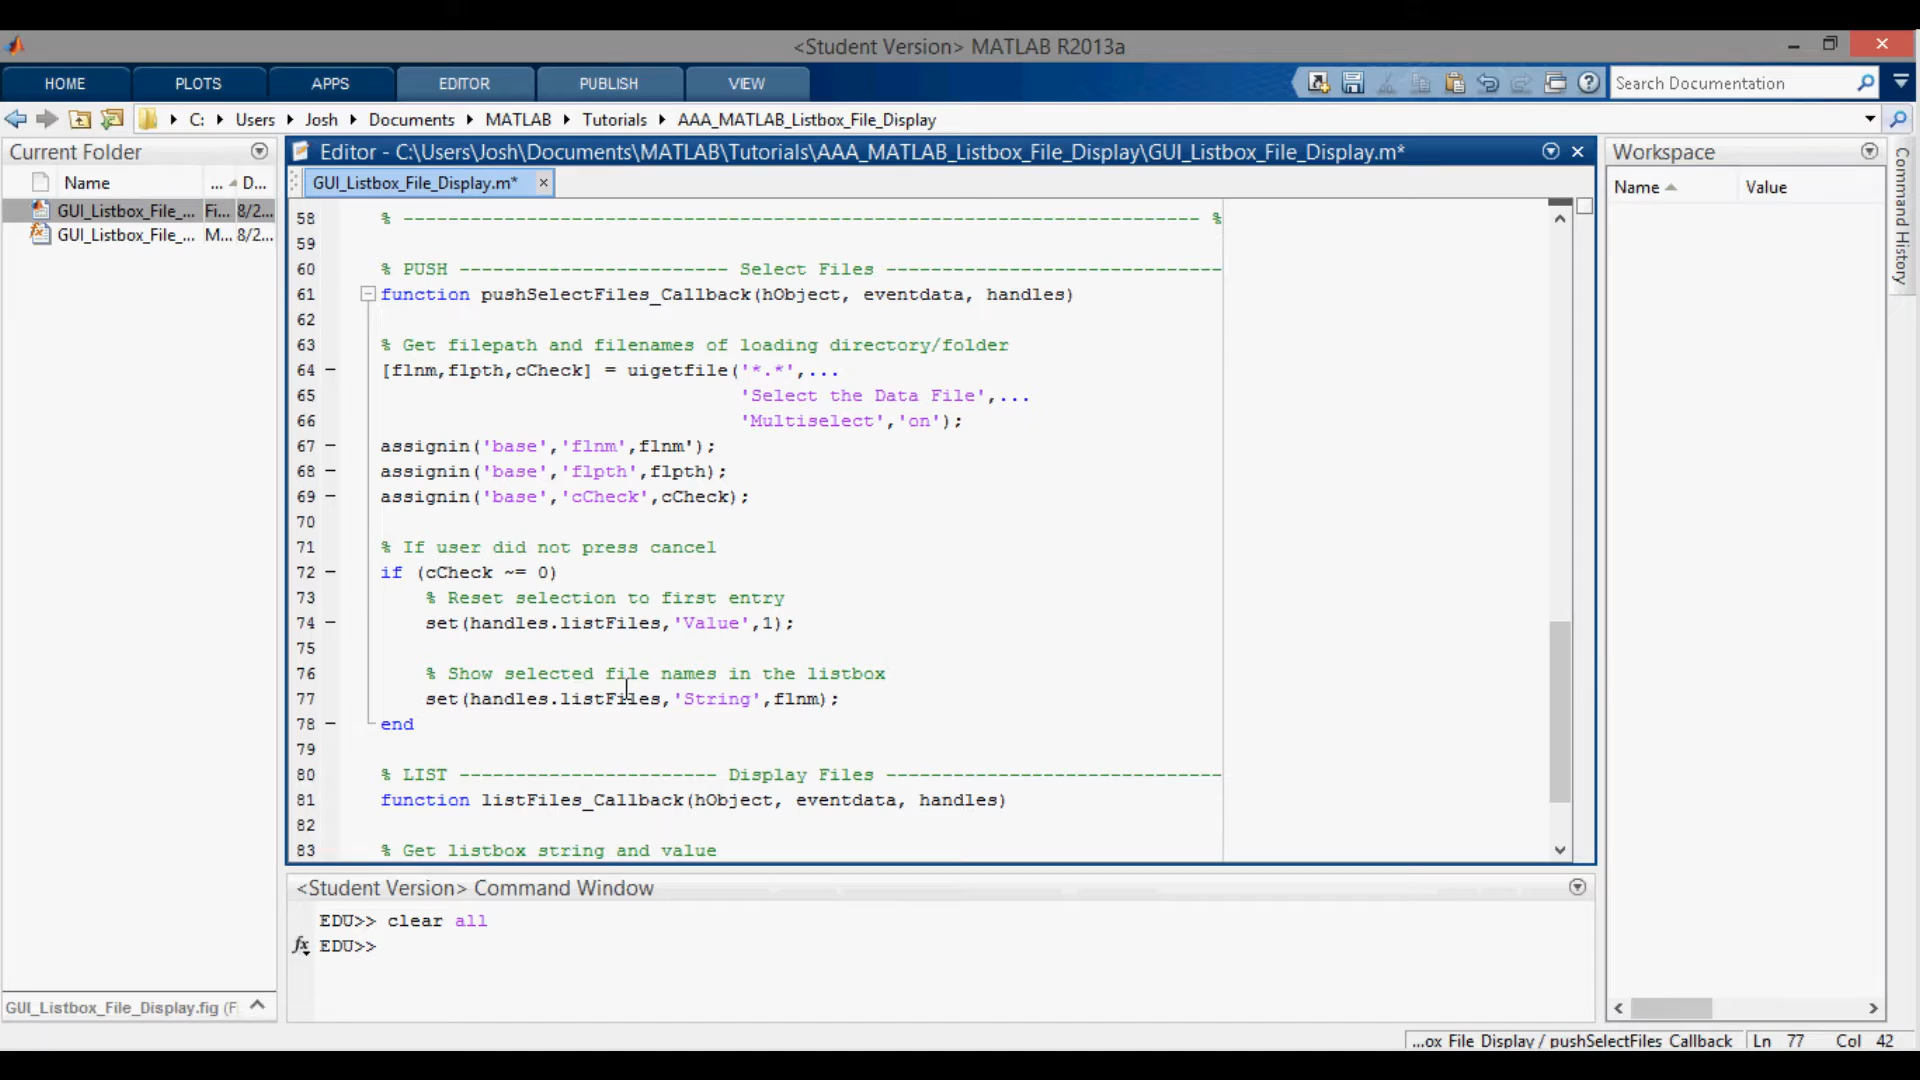 <Student Version> MATLAB R2013a
HOME PLOTS APPS EDITOR PUBLISH VIEW Search Documentation
C: Users Josh Documents MATLAB Tutorials AAA_MATLAB_Listbox_File_Display
Current Folder
Name ... D...
GUI_Listbox_File_... Fi... 8/2...
GUI_Listbox_File_... M... 8/2...
GUI_Listbox_File_Display.fig (F
Editor - C:\Users\Josh\Documents\MATLAB\Tutorials\AAA_MATLAB_Listbox_File_Display\GUI_Listbox_File_Display.m*
GUI_Listbox_File_Display.m*
58 % ----------------------------------------------------------------------- %
59
60 % PUSH ------------------------ Select Files ------------------------------
61 function pushSelectFiles_Callback(hObject, eventdata, handles)
62
63 % Get filepath and filenames of loading directory/folder
64 [flnm,flpth,cCheck] = uigetfile('*.*',...
65 'Select the Data File',...
66 'Multiselect','on');
67 assignin('base','flnm',flnm');
68 assignin('base','flpth',flpth);
69 assignin('base','cCheck',cCheck);
70
71 % If user did not press cancel
72 if (cCheck ~= 0)
73 % Reset selection to first entry
74 set(handles.listFiles,'Value',1);
75
76 % Show selected file names in the listbox
77 set(handles.listFiles,'String',flnm);
78 end
79
80 % LIST ----------------------- Display Files ------------------------------
81 function listFiles_Callback(hObject, eventdata, handles)
82
83 % Get listbox string and value
<Student Version> Command Window
EDU>> clear all
fx EDU>>
Workspace
Name Value
Command History
...ox File Display / pushSelectFiles Callback Ln 77 Col 42